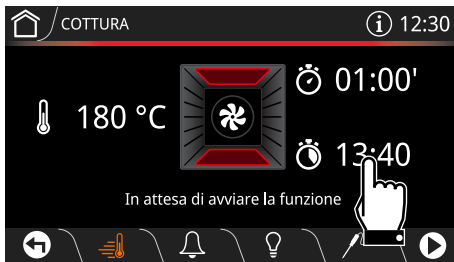 COTTURA
i 12:30
180 °C
01:00'
13:40
In attesa di avviare la funzione